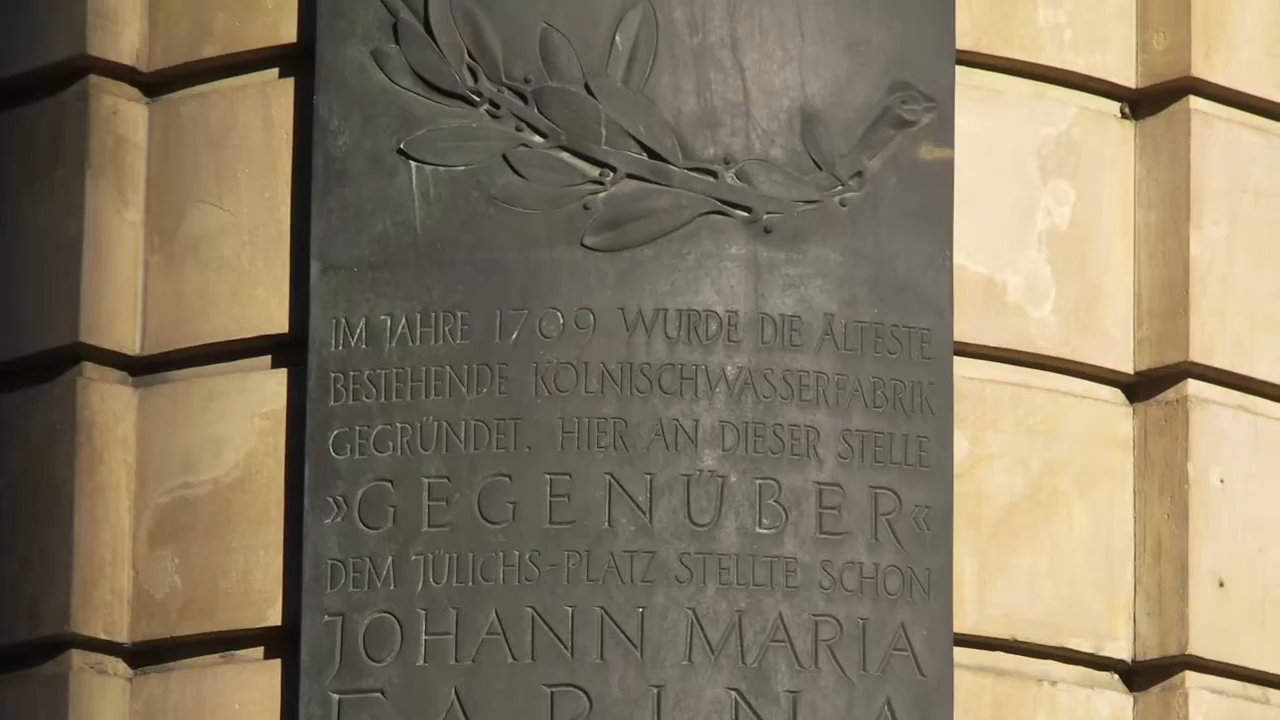 IM JAHRE 1709 WURDE DIE ÄLTESTE
BESTEHENDE KÖLNISCHWASSERFABRIK
GEGRÜNDET. HIER AN DIESER STELLE
»GEGENÜBER«
DEM JÜLICHS-PLATZ STELLTE SCHON
JOHANN MARIA
FARINA